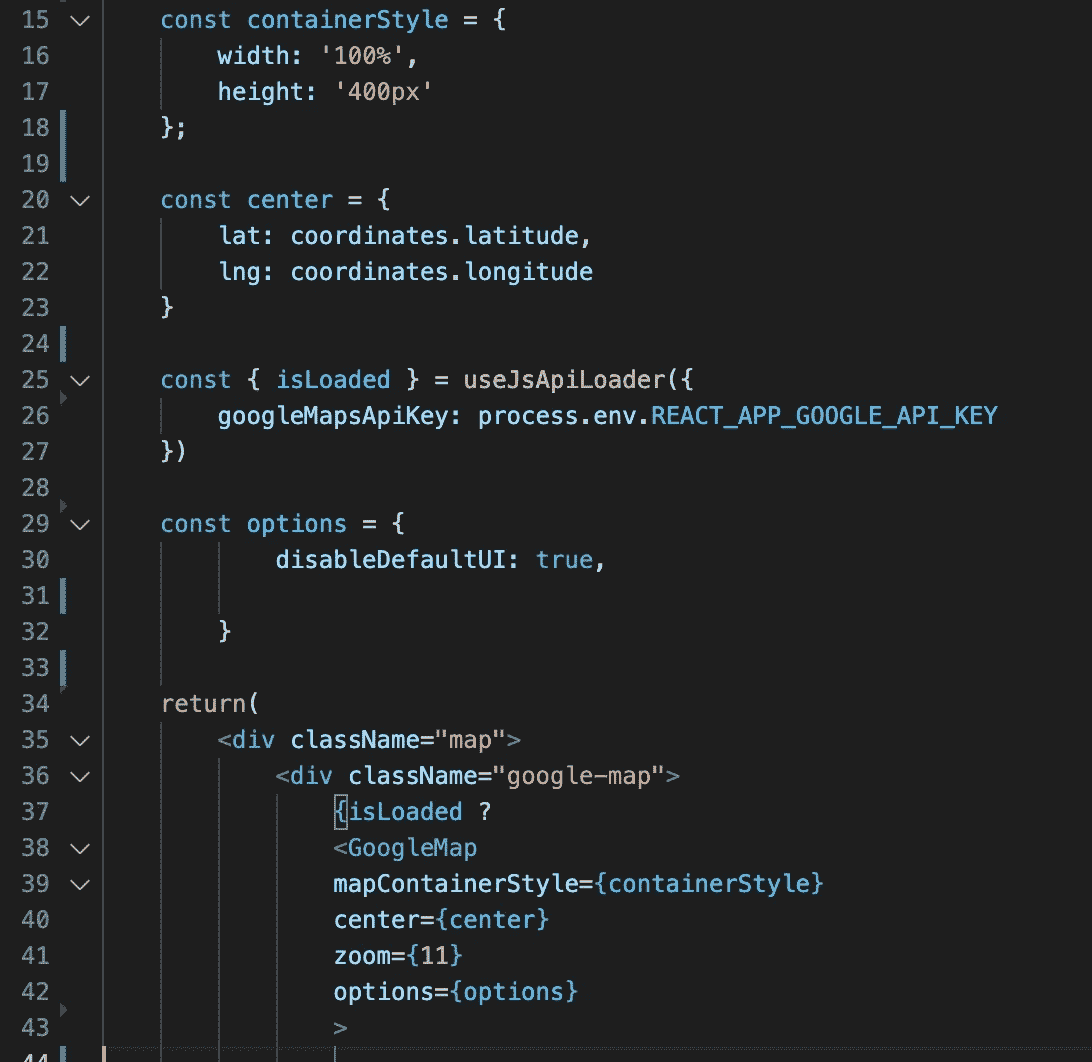 15 const containerStyle = {
16 width: '100%',
17 height: '400px'
18 };
19
20 const center = {
21 lat: coordinates.latitude,
22 lng: coordinates.longitude
23 }
24
25 const { isLoaded } = useJsApiLoader({
26 googleMapsApiKey: process.env.REACT_APP_GOOGLE_API_KEY
27 })
28
29 const options = {
30 disableDefaultUI: true,
31
32 }
33
34 return(
35 <div className="map">
36 <div className="google-map">
37 {isLoaded ?
38 <GoogleMap
39 mapContainerStyle={containerStyle}
40 center={center}
41 zoom={11}
42 options={options}
43 >
44